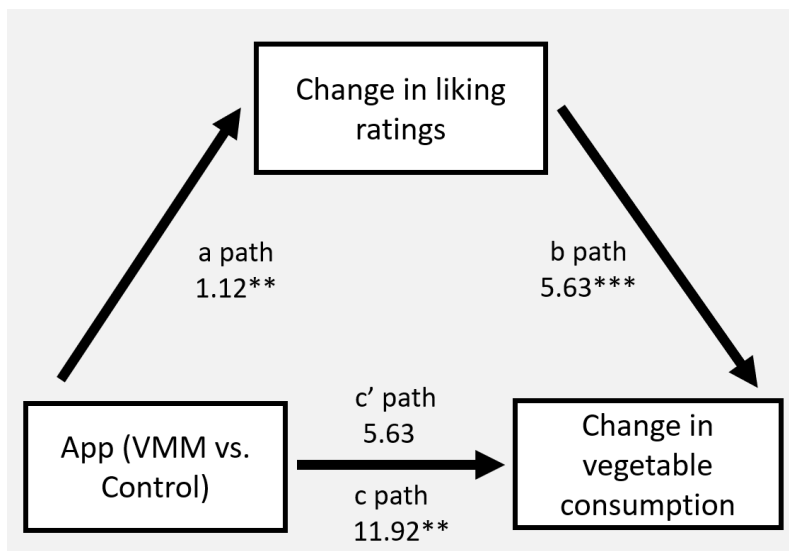 Change in liking
ratings
a path
1.12**
b path
5.63***
c’ path
5.63
App (VMM vs.
Control)
c path
11.92**
Change in
vegetable
consumption